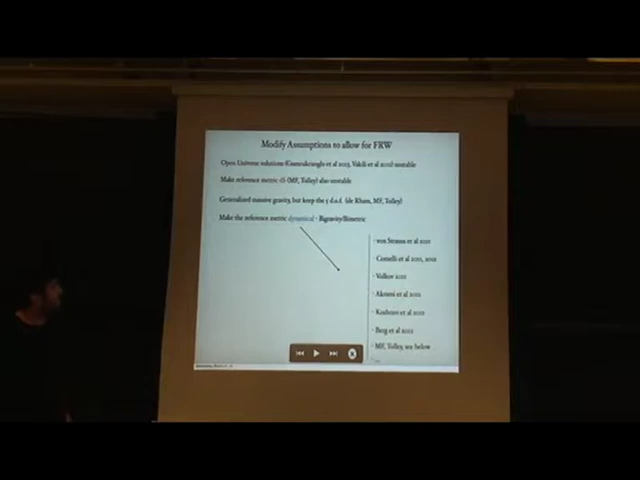 Modify Assumptions to allow for FRW
Open Universe solutions (Gumrukcuoglu et al 2013, Vakili et al 2012) unstable
Make reference metric dS (MF, Tolley) also unstable
Generalized massive gravity, but keep the 5 d.o.f. (de Rham, MF, Tolley)
Make the reference metric dynamical - Bigravity/Bimetric
· von Strauss et al 2011
· Comelli et al 2011, 2012
· Volkov 2011
· Akrami et al 2012
· et al 2012
· Berg et al 2012
· MF, Tolley, see below